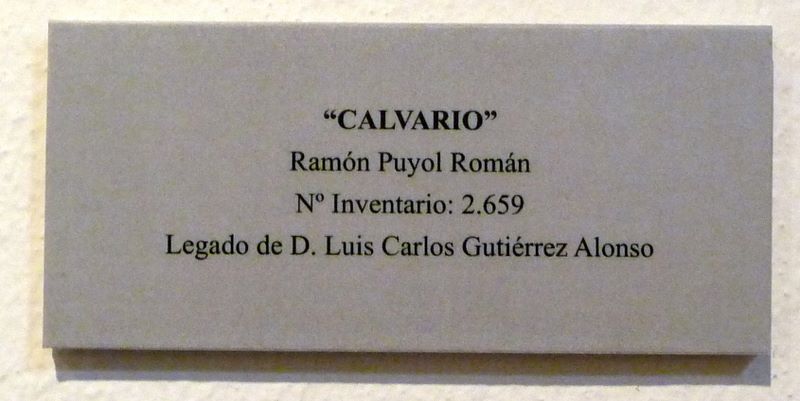 “CALVARIO”
Ramón Puyol Román
Nº Inventario: 2.659
Legado de D. Luis Carlos Gutiérrez Alonso